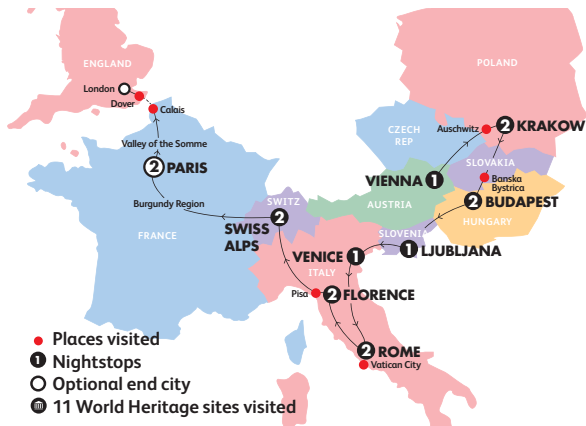 ENGLAND
London
Dover
Calais
Valley of the Somme
2 PARIS
Burgundy Region
FRANCE
SWITZ
2
SWISS
ALPS
POLAND
Auschwitz
2 KRAKOW
CZECH
REP
SLOVAKIA
Banska
Bystrica
VIENNA 1
AUSTRIA
2 BUDAPEST
HUNGARY
SLOVENIA
1 LJUBLJANA
VENICE 1
ITALY
Pisa
2 FLORENCE
2 ROME
Vatican City
Places visited
1 Nightstops
Optional end city
11 World Heritage sites visited